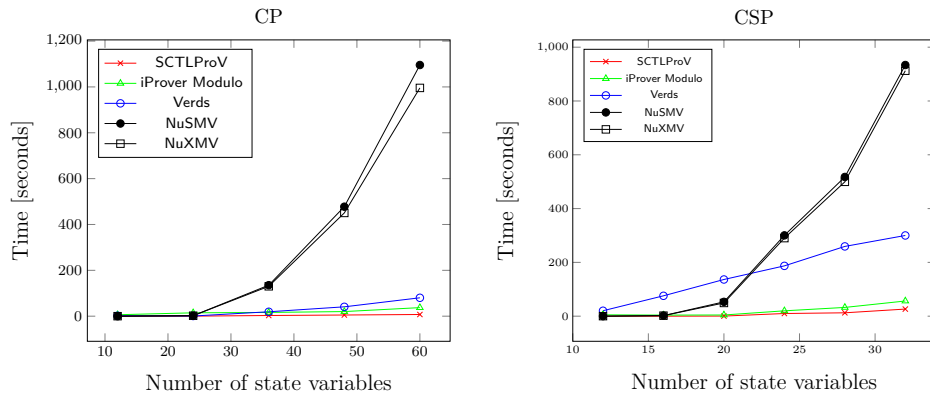 CP
1,200
1,000
800
600
400
200
0
10
20
30
40
50
60
Time [seconds]
Number of state variables
SCTLProV
iProver Modulo
Verds
NuSMV
NuXMV
CSP
1,000
800
600
400
200
0
10
15
20
25
30
Time [seconds]
Number of state variables
SCTLProV
iProver Modulo
Verds
NuSMV
NuXMV